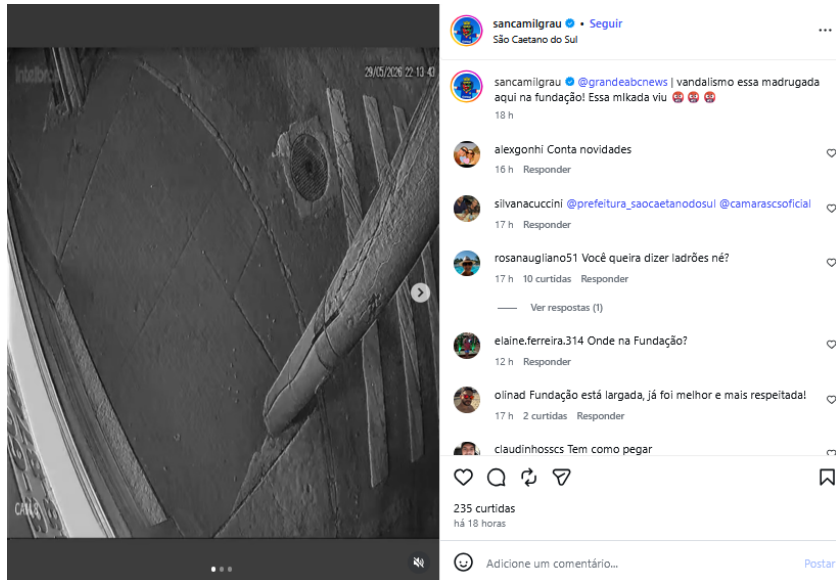 sancamilgrau • Seguir
São Caetano do Sul
Intelbras
29/05/2026 22:13:43
sancamilgrau @grandeabcnews | vandalismo essa madrugada
aqui na fundação! Essa mlkada viu 😡 😡 😡
18 h
alexgonhi Conta novidades
16 h Responder
silvanacuccini @prefeitura_saocaetanodosul @camarascsoficial
17 h Responder
rosanaugliano51 Você queira dizer ladrões né?
17 h 10 curtidas Responder
Ver respostas (1)
elaine.ferreira.314 Onde na Fundação?
12 h Responder
olinad Fundação está largada, já foi melhor e mais respeitada!
17 h 2 curtidas Responder
claudinhosscs Tem como pegar
235 curtidas
há 18 horas
Adicione um comentário...
Postar